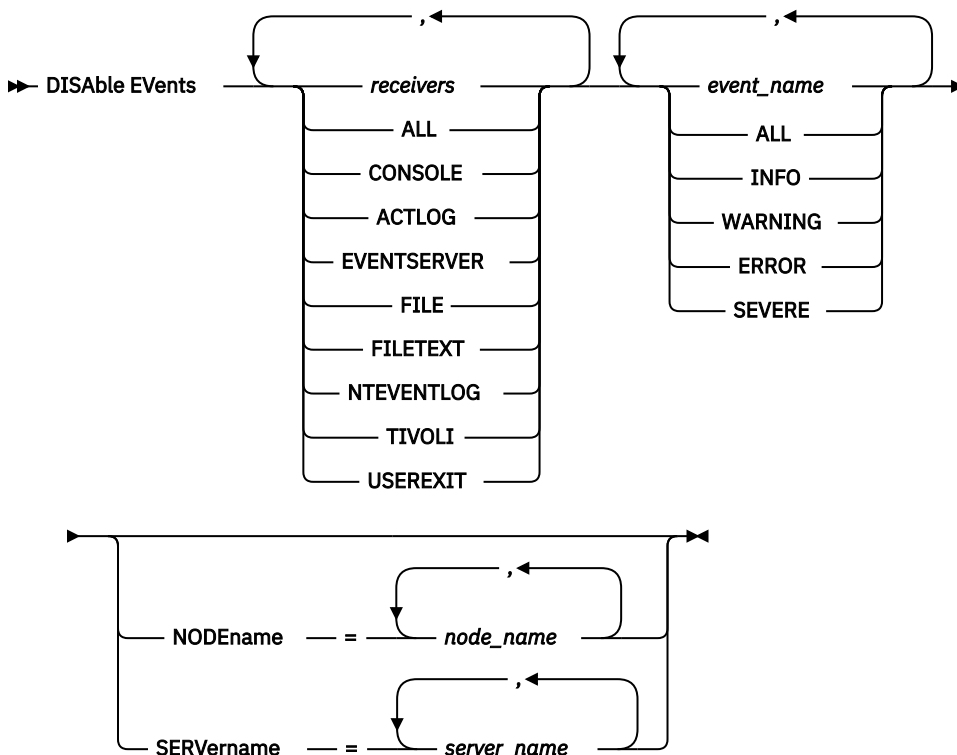 ,
,
DISAble EVents receivers event_name
ALL ALL
CONSOLE INFO
ACTLOG WARNING
EVENTSERVER ERROR
FILE SEVERE
FILETEXT
NTEVENTLOG
TIVOLI
USEREXIT
,
NODEname = node_name
,
SERVername = server_name